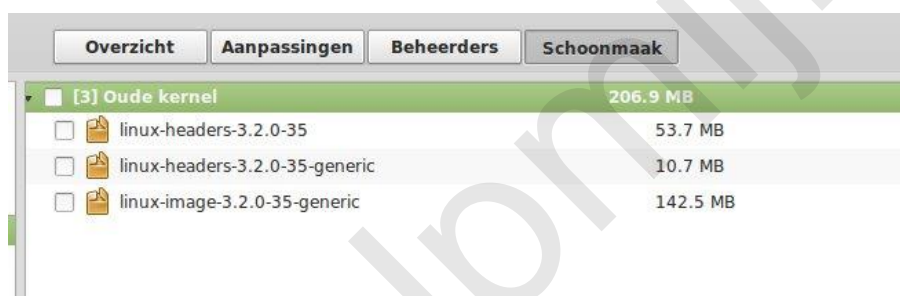 Overzicht Aanpassingen Beheerders Schoonmaak
[3] Oude kernel 206.9 MB
linux-headers-3.2.0-35 53.7 MB
linux-headers-3.2.0-35-generic 10.7 MB
linux-image-3.2.0-35-generic 142.5 MB